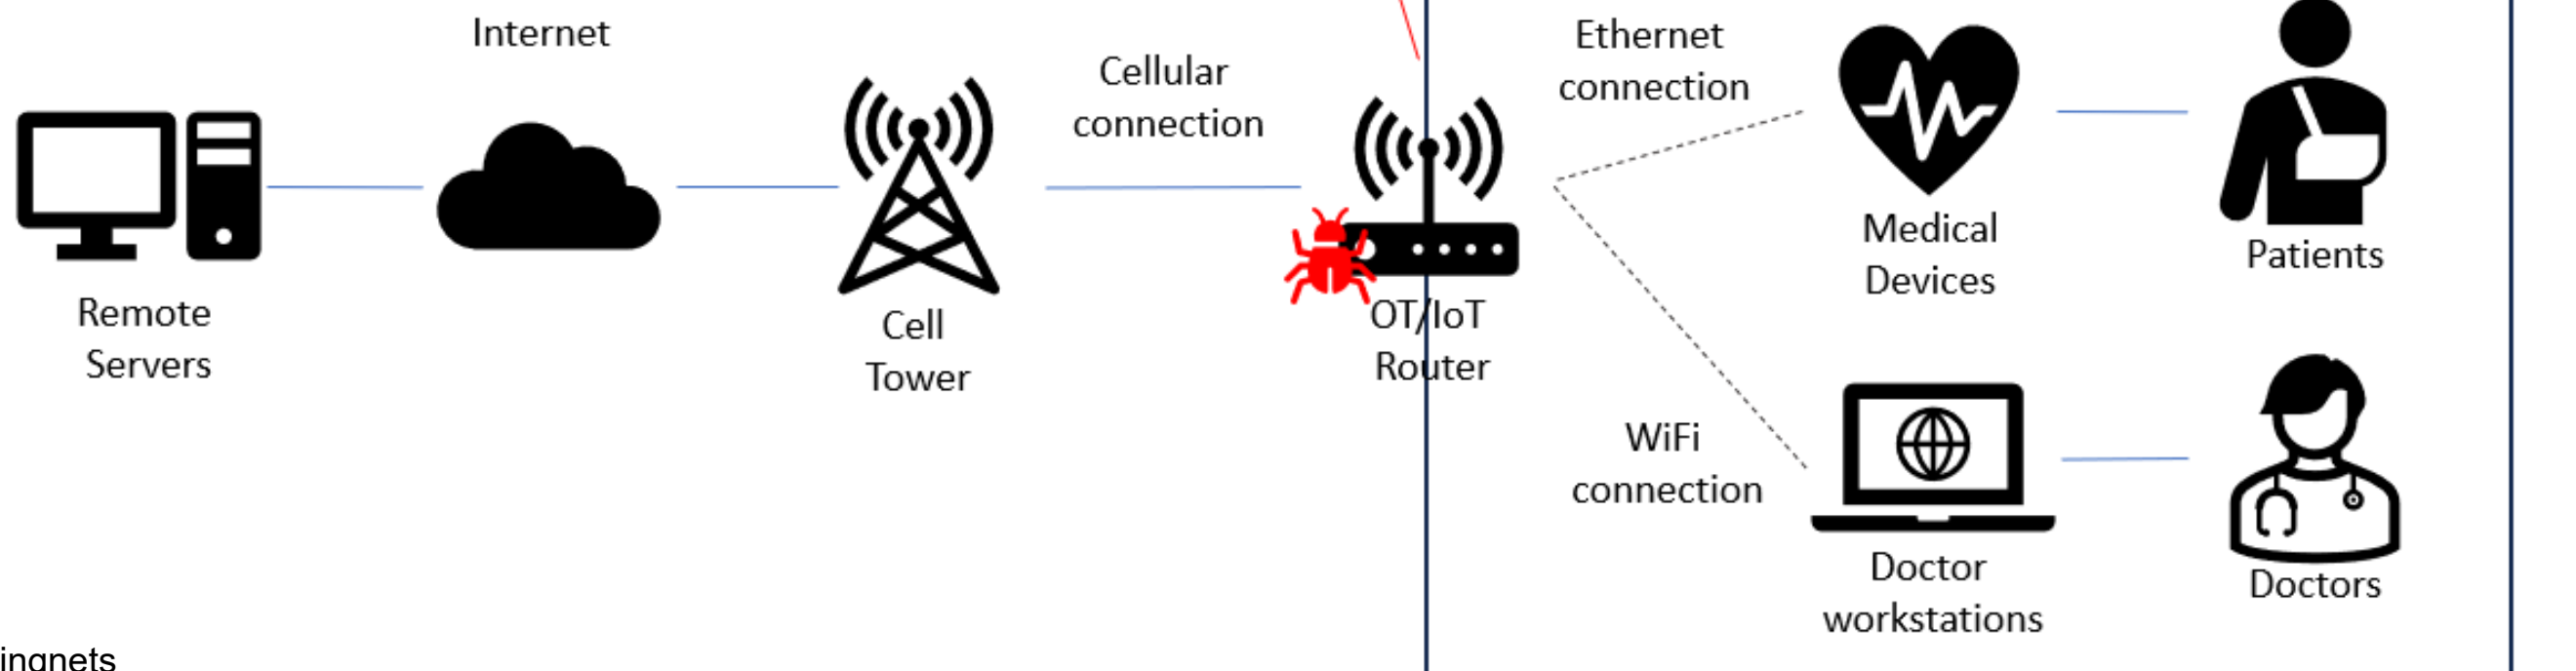 Internet
Remote
Servers
Cell
Tower
Cellular
connection
OT/IoT
Router
Ethernet
connection
Medical
Devices
Patients
WiFi
connection
Doctor
workstations
Doctors